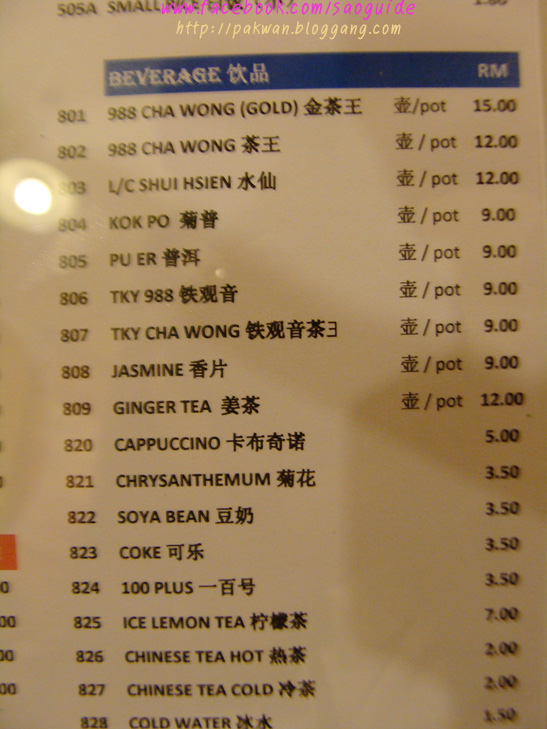 www.facebook.com/saoguide
505A SMALL
http://pakwan.bloggang.com
BEVERAGE 饮品 RM
801 988 CHA WONG (GOLD) 金茶王 壶/pot 15.00
802 988 CHA WONG 茶王 壶 / pot 12.00
803 L/C SHUI HSIEN 水仙 壶 / pot 12.00
804 KOK PO 菊普 壶 / pot 9.00
805 PU ER 普洱 壶 / pot 9.00
806 TKY 988 铁观音 壶 / pot 9.00
807 TKY CHA WONG 铁观音茶彐 壶 / pot 9.00
808 JASMINE 香片 壶 / pot 9.00
809 GINGER TEA 姜茶 壶 / pot 12.00
820 CAPPUCCINO 卡布奇诺 5.00
821 CHRYSANTHEMUM 菊花 3.50
822 SOYA BEAN 豆奶 3.50
823 COKE 可乐 3.50
824 100 PLUS 一百号 3.50
825 ICE LEMON TEA 柠檬茶 7.00
826 CHINESE TEA HOT 热茶 2.00
827 CHINESE TEA COLD 冷茶 2.00
828 COLD WATER 冰水 1.50